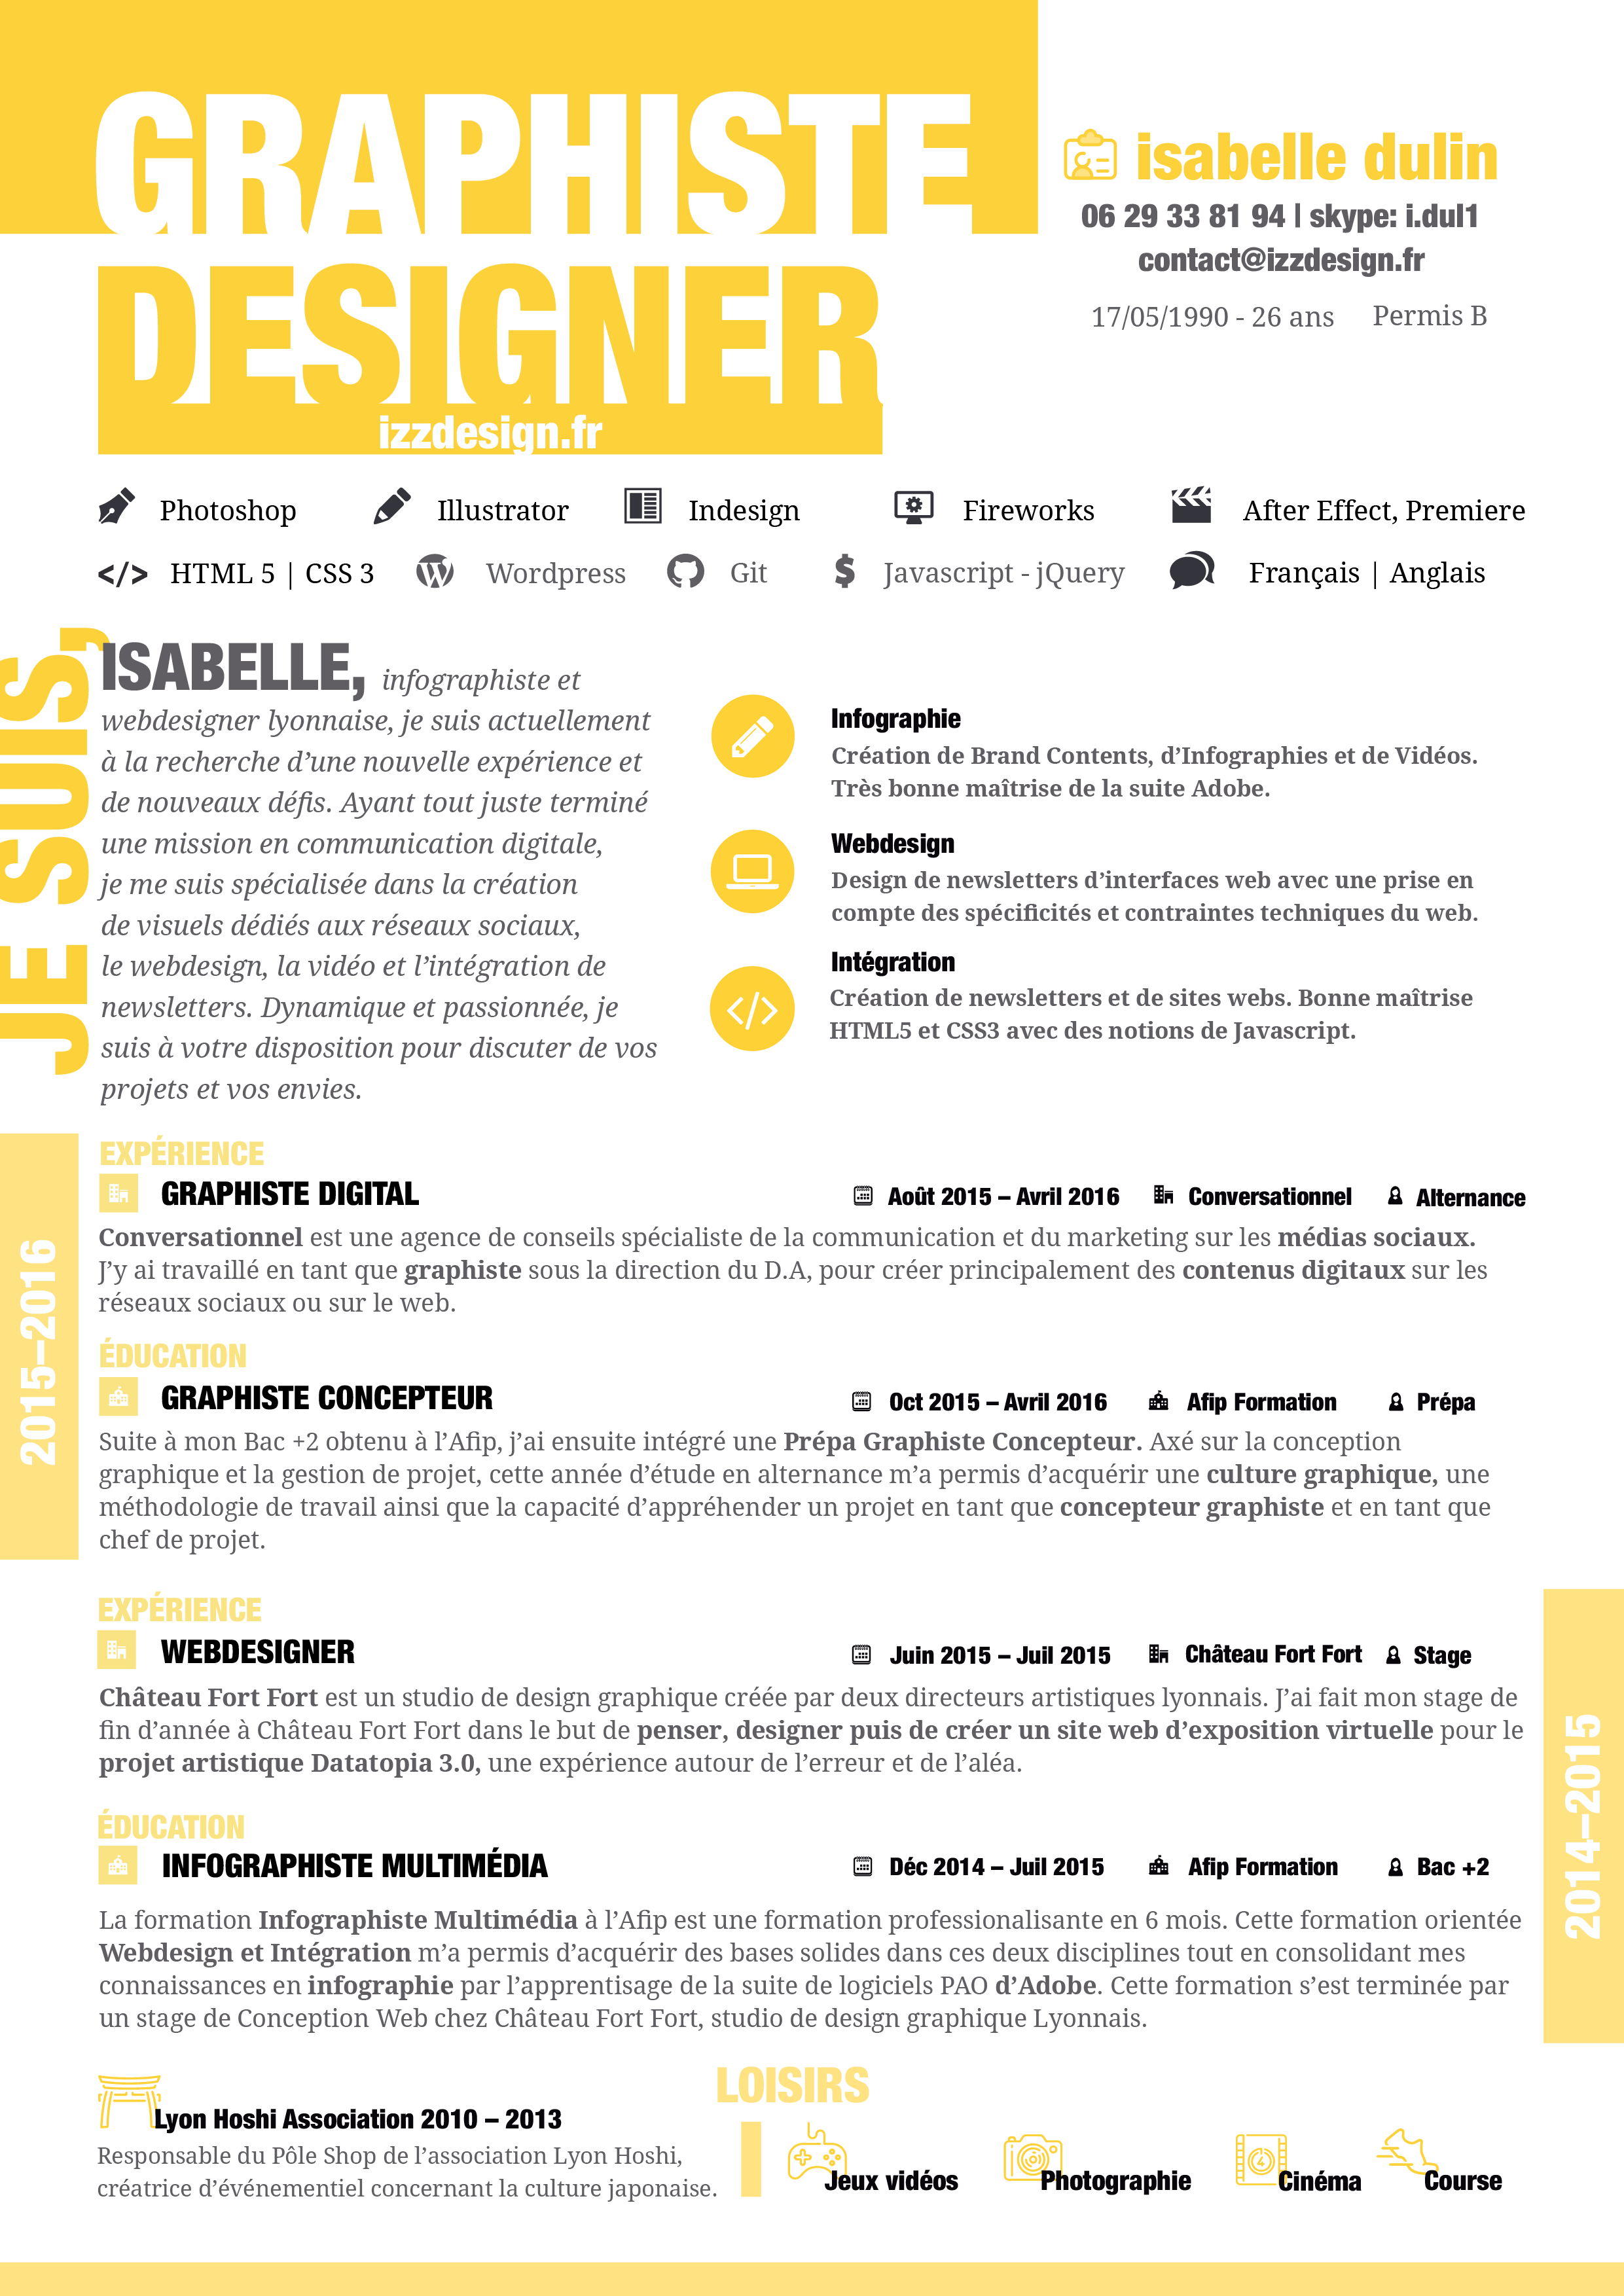 GRAPHISTE
DESIGNER
izzdesign.fr
isabelle dulin
06 29 33 81 94 | skype: i.dul1
contact@izzdesign.fr
17/05/1990 - 26 ans Permis B
Photoshop Illustrator Indesign Fireworks After Effect, Premiere
</> HTML 5 | CSS 3 Wordpress Git $ Javascript - jQuery Français | Anglais
JE SUIS,
ISABELLE, infographiste et
webdesigner lyonnaise, je suis actuellement
à la recherche d’une nouvelle expérience et
de nouveaux défis. Ayant tout juste terminé
une mission en communication digitale,
je me suis spécialisée dans la création
de visuels dédiés aux réseaux sociaux,
le webdesign, la vidéo et l’intégration de
newsletters. Dynamique et passionnée, je
suis à votre disposition pour discuter de vos
projets et vos envies.
Infographie
Création de Brand Contents, d’Infographies et de Vidéos.
Très bonne maîtrise de la suite Adobe.
Webdesign
Design de newsletters d’interfaces web avec une prise en
compte des spécificités et contraintes techniques du web.
</>
Intégration
Création de newsletters et de sites webs. Bonne maîtrise
HTML5 et CSS3 avec des notions de Javascript.
2015–2016
EXPÉRIENCE
GRAPHISTE DIGITAL Août 2015 – Avril 2016 Conversationnel Alternance
Conversationnel est une agence de conseils spécialiste de la communication et du marketing sur les médias sociaux.
J’y ai travaillé en tant que graphiste sous la direction du D.A, pour créer principalement des contenus digitaux sur les
réseaux sociaux ou sur le web.
ÉDUCATION
GRAPHISTE CONCEPTEUR Oct 2015 – Avril 2016 Afip Formation Prépa
Suite à mon Bac +2 obtenu à l’Afip, j’ai ensuite intégré une Prépa Graphiste Concepteur. Axé sur la conception
graphique et la gestion de projet, cette année d’étude en alternance m’a permis d’acquérir une culture graphique, une
méthodologie de travail ainsi que la capacité d’appréhender un projet en tant que concepteur graphiste et en tant que
chef de projet.
2014–2015
EXPÉRIENCE
WEBDESIGNER Juin 2015 – Juil 2015 Château Fort Fort Stage
Château Fort Fort est un studio de design graphique créée par deux directeurs artistiques lyonnais. J’ai fait mon stage de
fin d’année à Château Fort Fort dans le but de penser, designer puis de créer un site web d’exposition virtuelle pour le
projet artistique Datatopia 3.0, une expérience autour de l’erreur et de l’aléa.
ÉDUCATION
INFOGRAPHISTE MULTIMÉDIA Déc 2014 – Juil 2015 Afip Formation Bac +2
La formation Infographiste Multimédia à l’Afip est une formation professionalisante en 6 mois. Cette formation orientée
Webdesign et Intégration m’a permis d’acquérir des bases solides dans ces deux disciplines tout en consolidant mes
connaissances en infographie par l’apprentisage de la suite de logiciels PAO d’Adobe. Cette formation s’est terminée par
un stage de Conception Web chez Château Fort Fort, studio de design graphique Lyonnais.
Lyon Hoshi Association 2010 – 2013
Responsable du Pôle Shop de l’association Lyon Hoshi,
créatrice d’événementiel concernant la culture japonaise.
LOISIRS
Jeux vidéos Photographie Cinéma Course